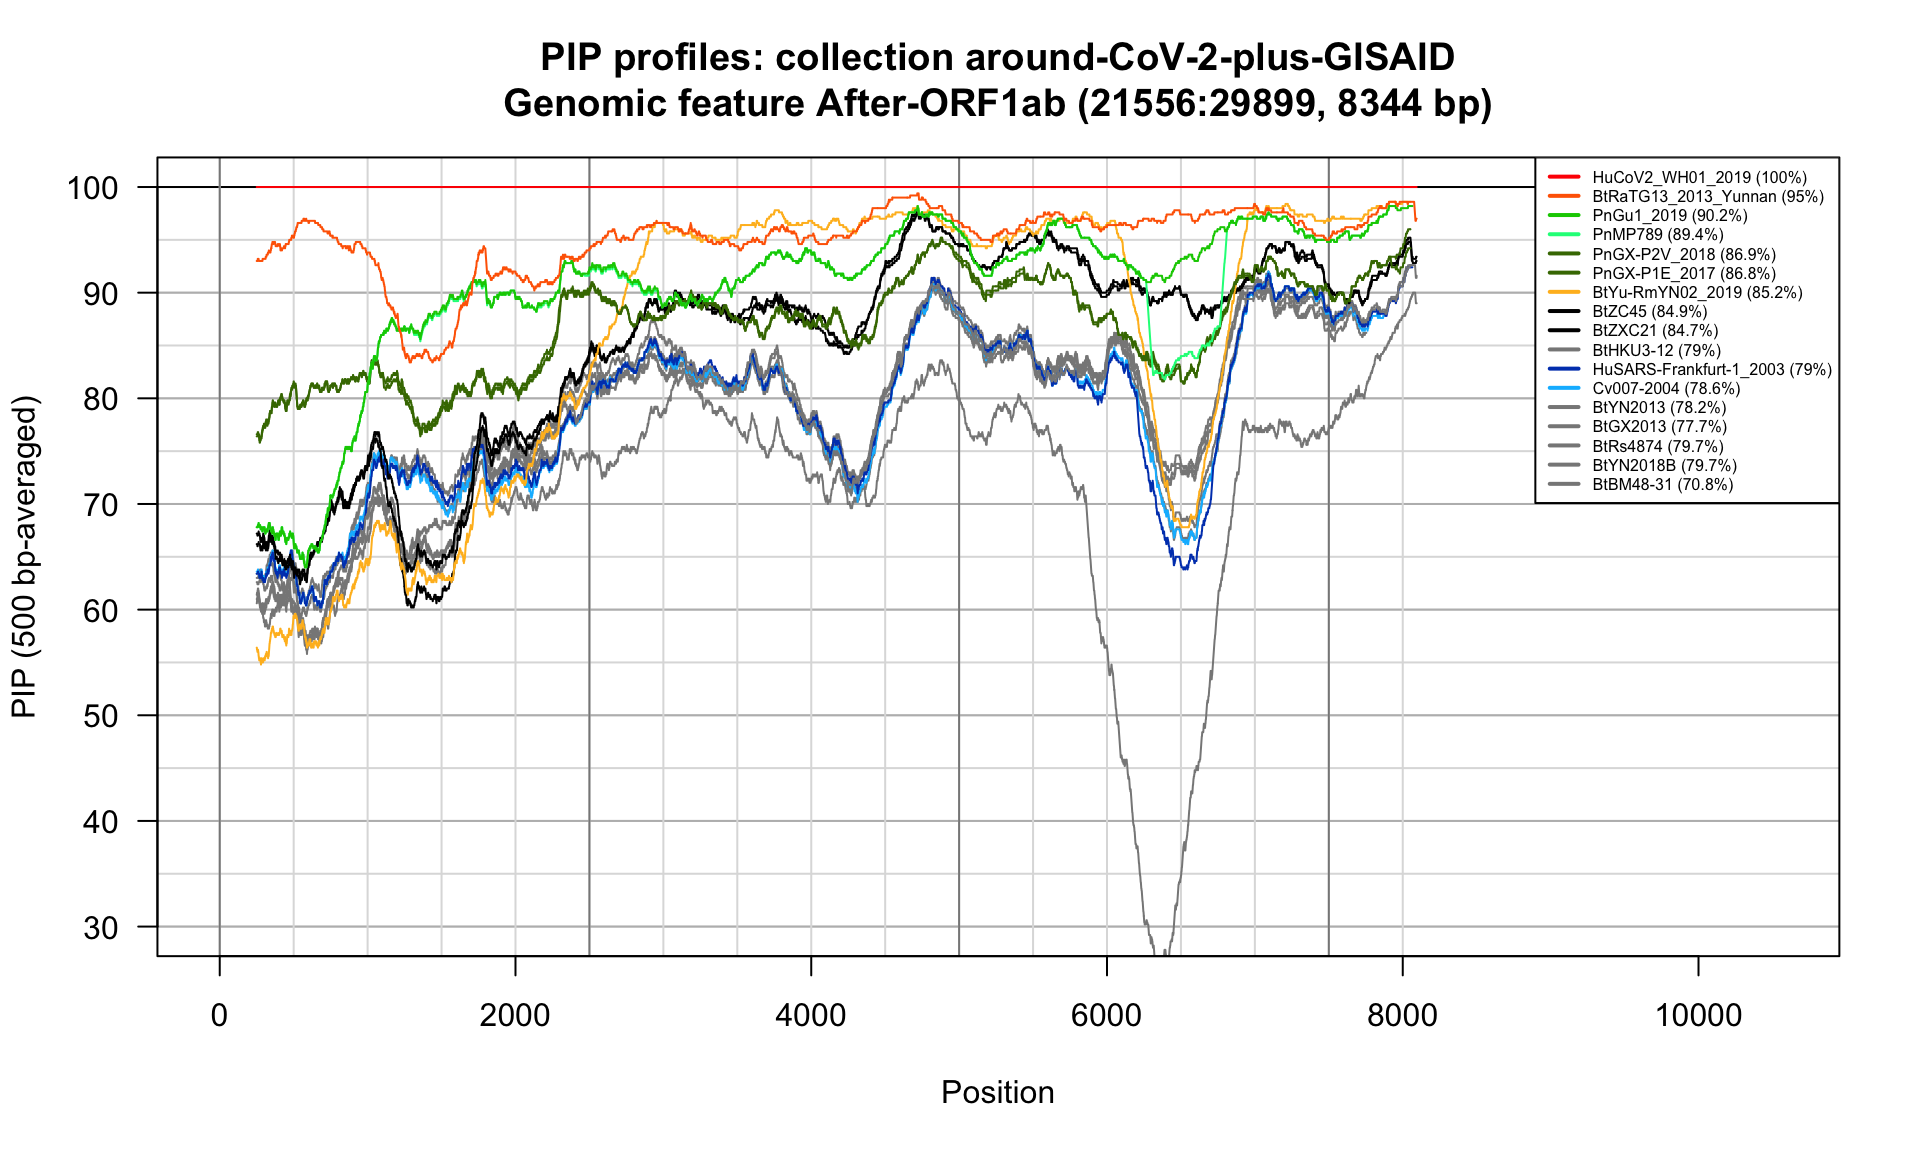 PIP profiles: collection around-CoV-2-plus-GISAID
Genomic feature After-ORF1ab (21556:29899, 8344 bp)
PIP (500 bp-averaged)
100
90
80
70
60
50
40
30
HuCoV2_WH01_2019 (100%)
BtRaTG13_2013_Yunnan (95%)
PnGu1_2019 (90.2%)
PnMP789 (89.4%)
PnGX-P2V_2018 (86.9%)
PnGX-P1E_2017 (86.8%)
BtYu-RmYN02_2019 (85.2%)
BtZC45 (84.9%)
BtZXC21 (84.7%)
BtHKU3-12 (79%)
HuSARS-Frankfurt-1_2003 (79%)
Cv007-2004 (78.6%)
BtYN2013 (78.2%)
BtGX2013 (77.7%)
BtRs4874 (79.7%)
BtYN2018B (79.7%)
BtBM48-31 (70.8%)
0 2000 4000 6000 8000 10000
Position